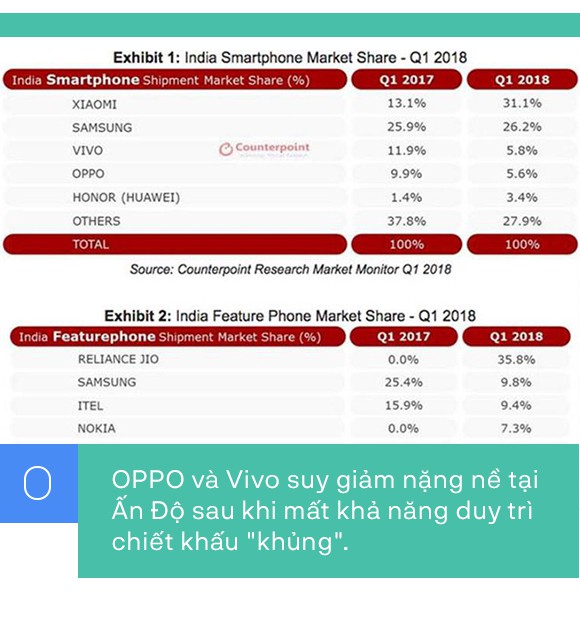 Exhibit 1: India Smartphone Market Share - Q1 2018
India Smartphone Shipment Market Share (%) Q1 2017 Q1 2018
XIAOMI 13.1% 31.1%
SAMSUNG 25.9% 26.2%
VIVO 11.9% 5.8%
Counterpoint
OPPO 9.9% 5.6%
HONOR (HUAWEI) 1.4% 3.4%
OTHERS 37.8% 27.9%
TOTAL 100% 100%
Source: Counterpoint Research Market Monitor Q1 2018
Exhibit 2: India Feature Phone Market Share - Q1 2018
India Featurephone Shipment Market Share (%) Q1 2017 Q1 2018
RELIANCE JIO 0.0% 35.8%
SAMSUNG 25.4% 9.8%
ITEL 15.9% 9.4%
NOKIA 0.0% 7.3%
OPPO và Vivo suy giảm nặng nề tại
Ấn Độ sau khi mất khả năng duy trì
chiết khấu "khủng".